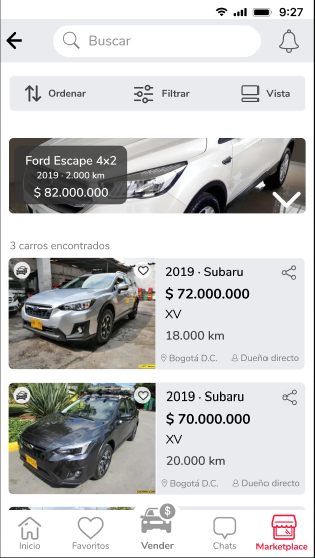 9:27
Buscar
Ordenar
Filtrar
Vista
Ford Escape 4x2
2019 · 2.000 km
$ 82.000.000
3 carros encontrados
2019 · Subaru
$ 72.000.000
XV
18.000 km
Bogotá D.C.
Dueño directo
2019 · Subaru
$ 70.000.000
XV
20.000 km
Bogotá D.C.
Dueño directo
$
Inicio
Favoritos
Vender
Chats
Marketplace